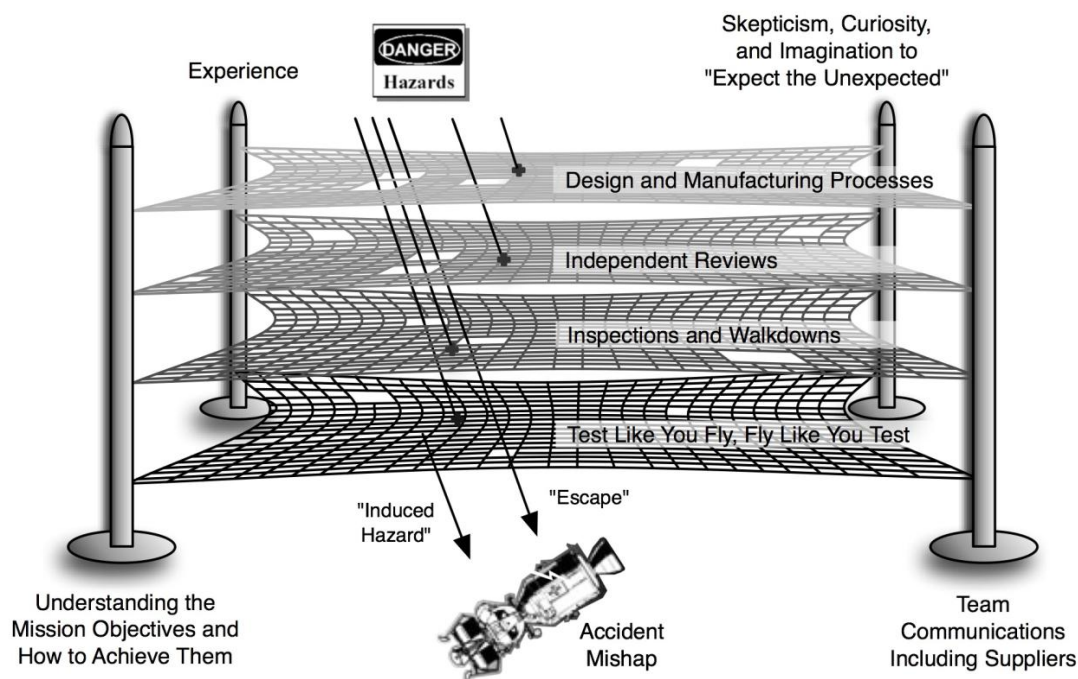 Skepticism, Curiosity,
and Imagination to
"Expect the Unexpected"
Experience
DANGER
Hazards
Design and Manufacturing Processes
Independent Reviews
Inspections and Walkdowns
Test Like You Fly, Fly Like You Test
"Induced
Hazard"
"Escape"
Understanding the
Mission Objectives and
How to Achieve Them
Accident
Mishap
Team
Communications
Including Suppliers